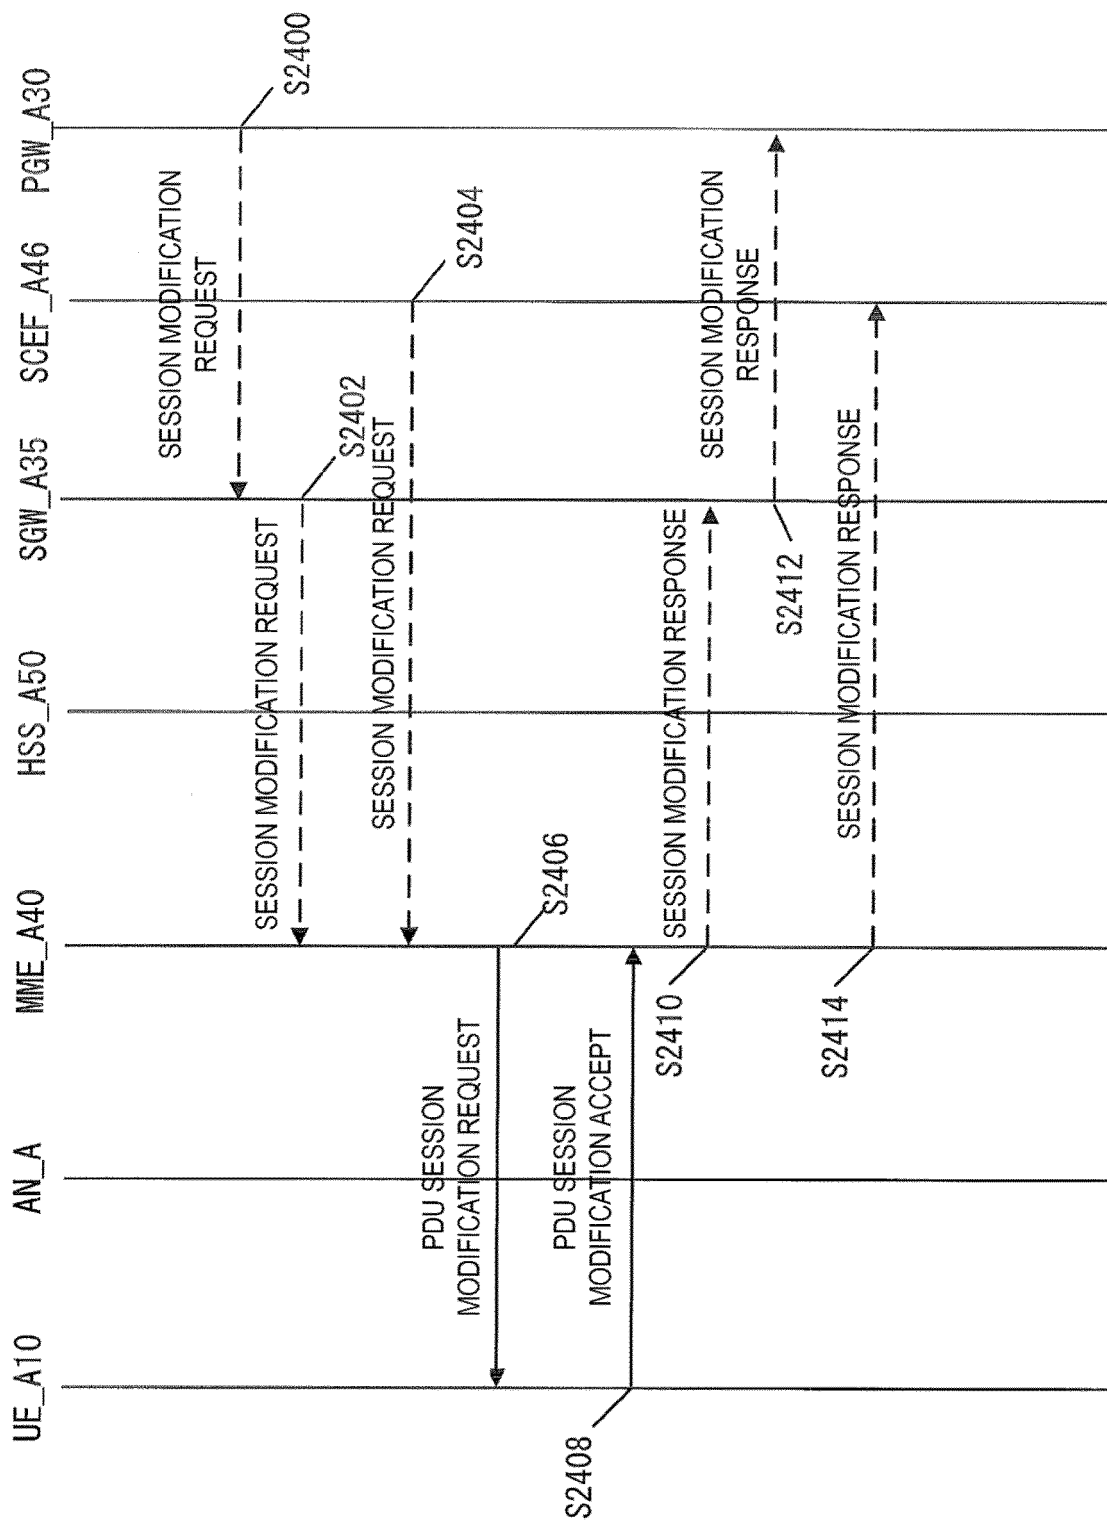 UE_A10
AN_A
MME_A40
HSS_A50
SGW_A35
SCEF_A46
PGW_A30
SESSION MODIFICATION
REQUEST
S2400
SESSION MODIFICATION REQUEST
S2402
SESSION MODIFICATION REQUEST
S2404
PDU SESSION
MODIFICATION REQUEST
S2406
PDU SESSION
MODIFICATION ACCEPT
S2408
SESSION MODIFICATION RESPONSE
S2410
SESSION MODIFICATION
RESPONSE
S2412
SESSION MODIFICATION RESPONSE
S2414